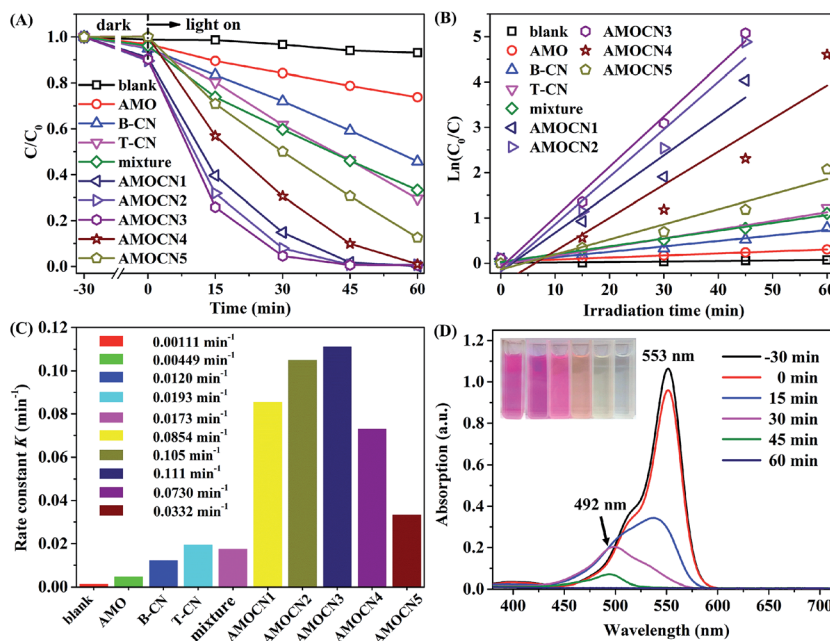 (A)
dark
light on
C/C₀
1.0
0.8
0.6
0.4
0.2
0.0
blank
AMO
B-CN
T-CN
mixture
AMOCN1
AMOCN2
AMOCN3
AMOCN4
AMOCN5
-30
0
15
30
45
60
Time (min)
(B)
Ln(C₀/C)
5
4
3
2
1
0
blank
AMO
B-CN
T-CN
mixture
AMOCN1
AMOCN2
AMOCN3
AMOCN4
AMOCN5
0
10
20
30
40
50
60
Irradiation time (min)
(C)
Rate constant K (min⁻¹)
0.12
0.10
0.08
0.06
0.04
0.02
0.00
0.00111 min⁻¹
0.00449 min⁻¹
0.0120 min⁻¹
0.0193 min⁻¹
0.0173 min⁻¹
0.0854 min⁻¹
0.105 min⁻¹
0.111 min⁻¹
0.0730 min⁻¹
0.0332 min⁻¹
blank
AMO
B-CN
T-CN
mixture
AMOCN1
AMOCN2
AMOCN3
AMOCN4
AMOCN5
(D)
Absorption (a.u.)
1.2
1.0
0.8
0.6
0.4
0.2
0.0
553 nm
492 nm
-30 min
0 min
15 min
30 min
45 min
60 min
400
450
500
550
600
650
700
Wavelength (nm)